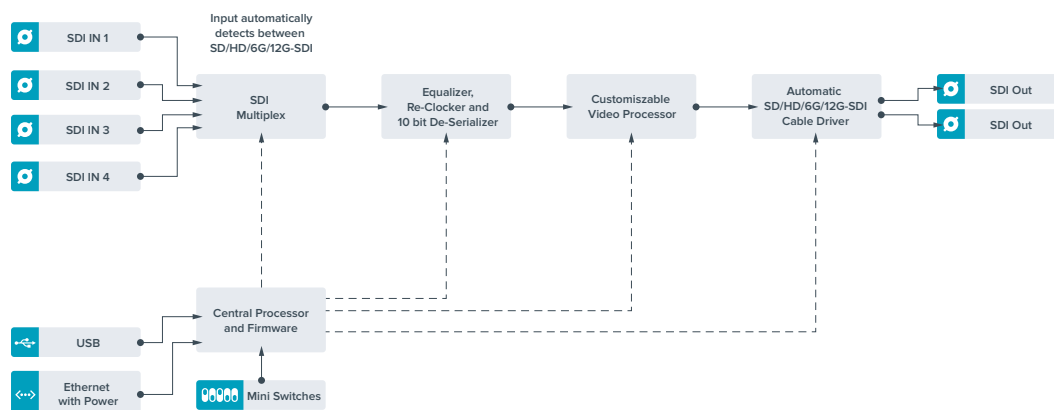 Input automatically
detects between
SD/HD/6G/12G-SDI
SDI IN 1
SDI IN 2
SDI IN 3
SDI IN 4
SDI
Multiplex
Equalizer,
Re-Clocker and
10 bit De-Serializer
Customiszable
Video Processor
Automatic
SD/HD/6G/12G-SDI
Cable Driver
SDI Out
SDI Out
Central Processor
and Firmware
USB
Ethernet
with Power
Mini Switches